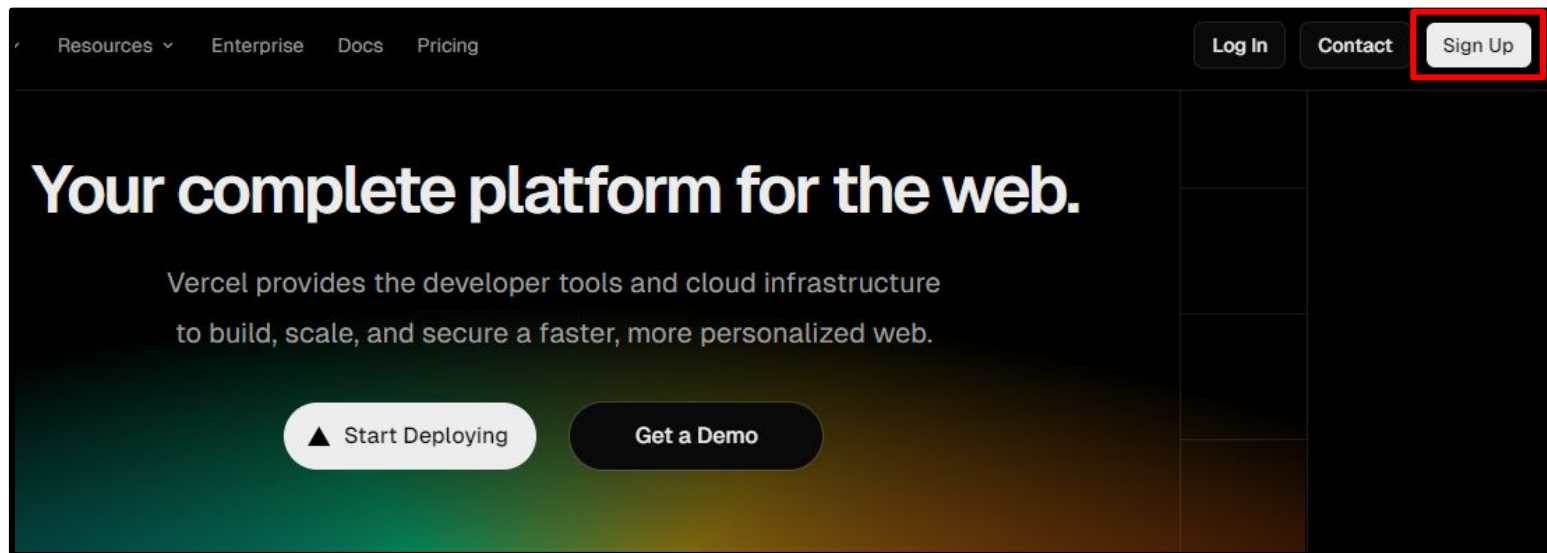 Resources Enterprise Docs Pricing Log In Contact Sign Up
Your complete platform for the web.
Vercel provides the developer tools and cloud infrastructure
to build, scale, and secure a faster, more personalized web.
Start Deploying Get a Demo